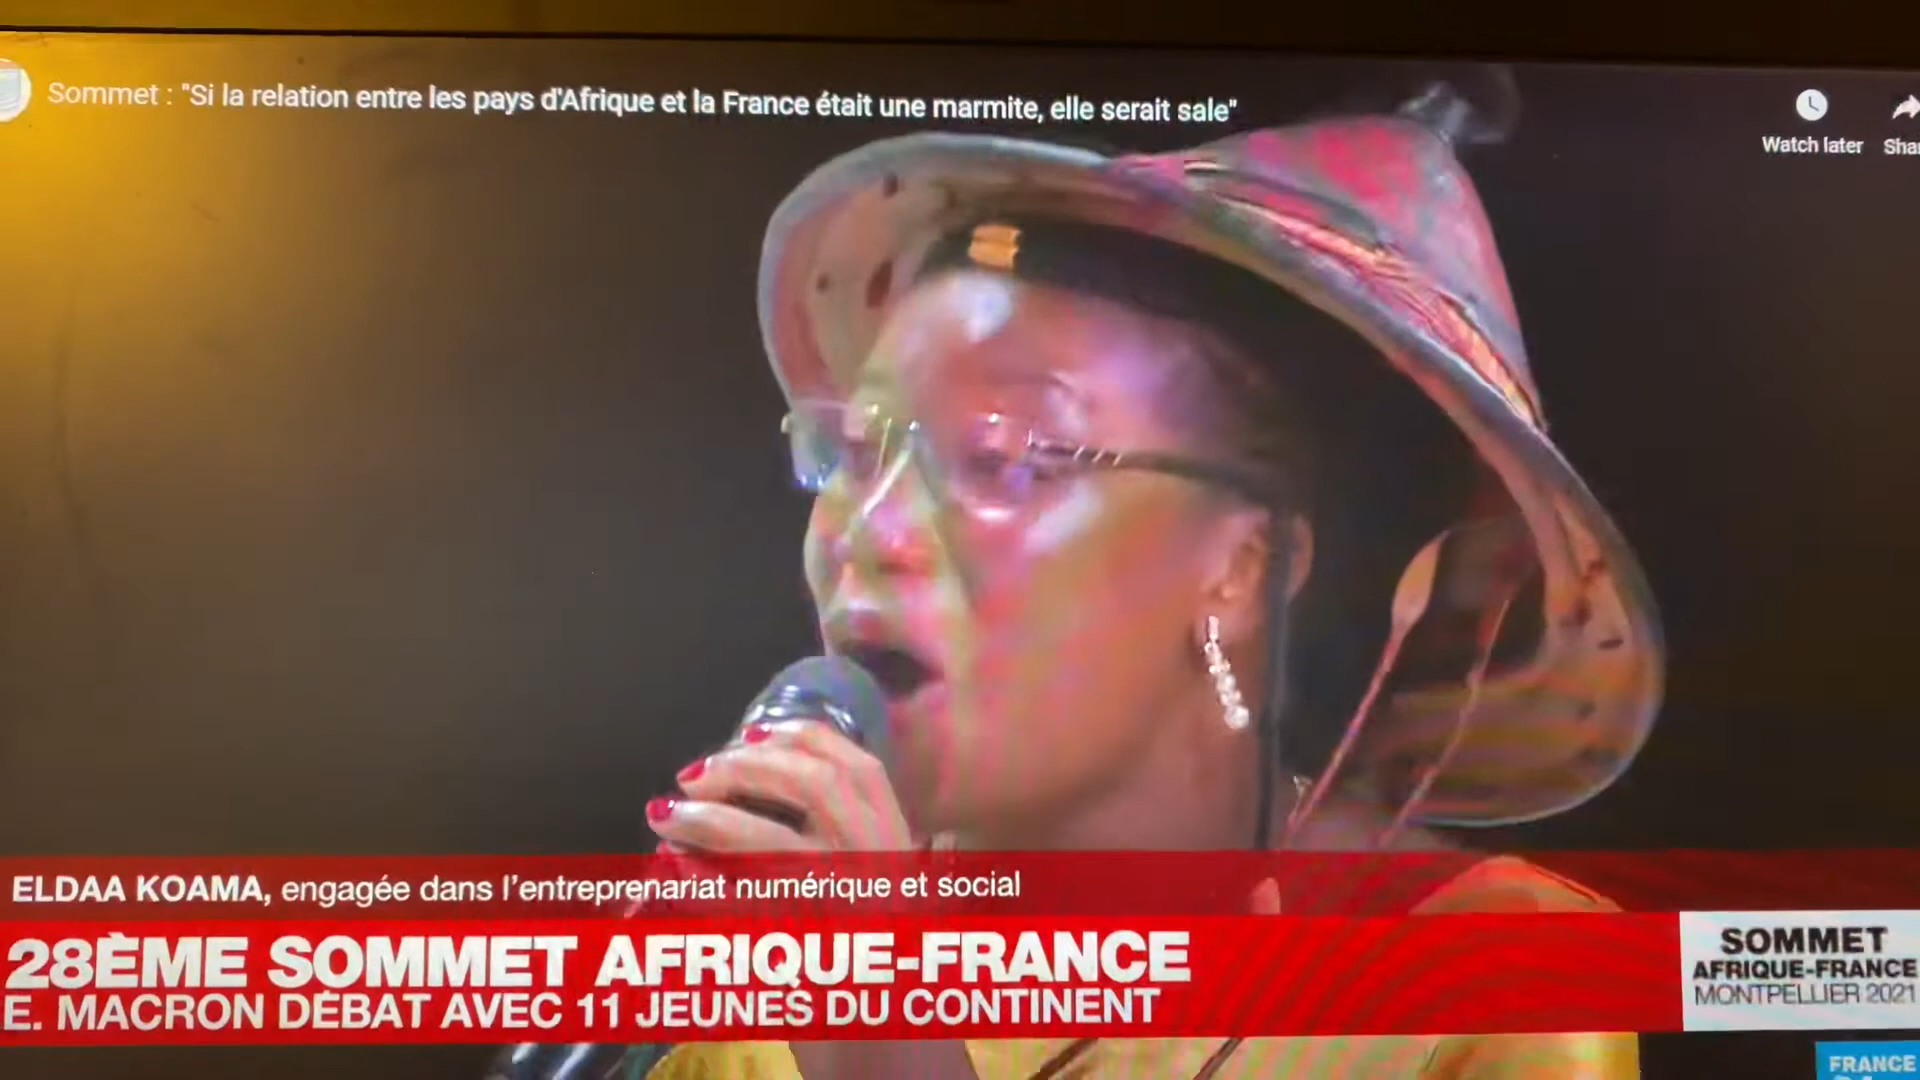 Sommet : "Si la relation entre les pays d'Afrique et la France était une marmite, elle serait sale"
Watch later
ELDAA KOAMA, engagée dans l'entreprenariat numérique et social
28ÈME SOMMET AFRIQUE-FRANCE
E. MACRON DÉBAT AVEC 11 JEUNES DU CONTINENT
SOMMET
AFRIQUE-FRANCE
MONTPELLIER 2021
FRANCE